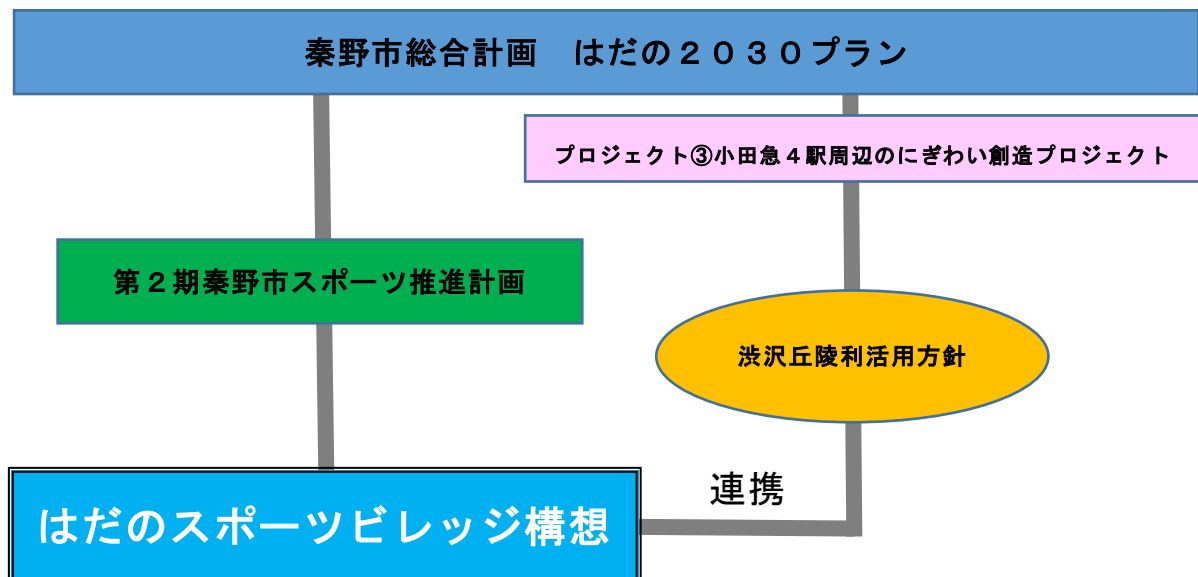 秦野市総合計画　はだの２０３０プラン
プロジェクト③小田急４駅周辺のにぎわい創造プロジェクト
第２期秦野市スポーツ推進計画
渋沢丘陵利活用方針
連携
はだのスポーツビレッジ構想